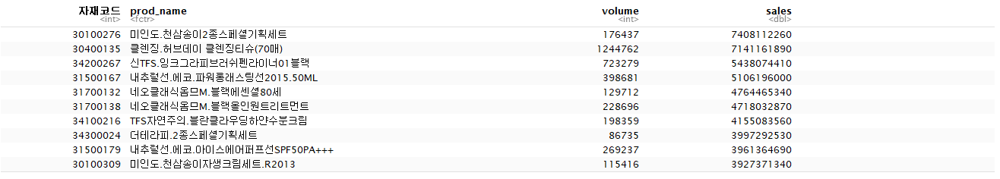 자재코드 prod_name volume sales
<int> <fctr> <int> <dbl>
30100276 미인도.천삼송이2종스페셜기획세트 176437 7408112260
30400135 클렌징.허브데이 클렌징티슈(70매) 1244762 7141161890
34200267 신TFS.잉크그라피브러쉬펜라이너01블랙 723279 5438074410
31500167 내추럴선.에코.파워롱래스팅선2015.50ML 398681 5106196000
31700132 네오클래식옴므M.블랙에센셜80세 129712 4764465340
31700138 네오클래식옴므M.블랙올인원트리트먼트 228696 4718032870
34100216 TFS자연주의.블란클라우딩하얀수분크림 198359 4155083560
34300024 더테라피.2종스페셜기획세트 86735 3997292530
31500179 내추럴선.에코.아이스에어퍼프선SPF50PA+++ 269237 3961364690
30100309 미인도.천삼송이자생크림세트.R2013 115416 3927371340